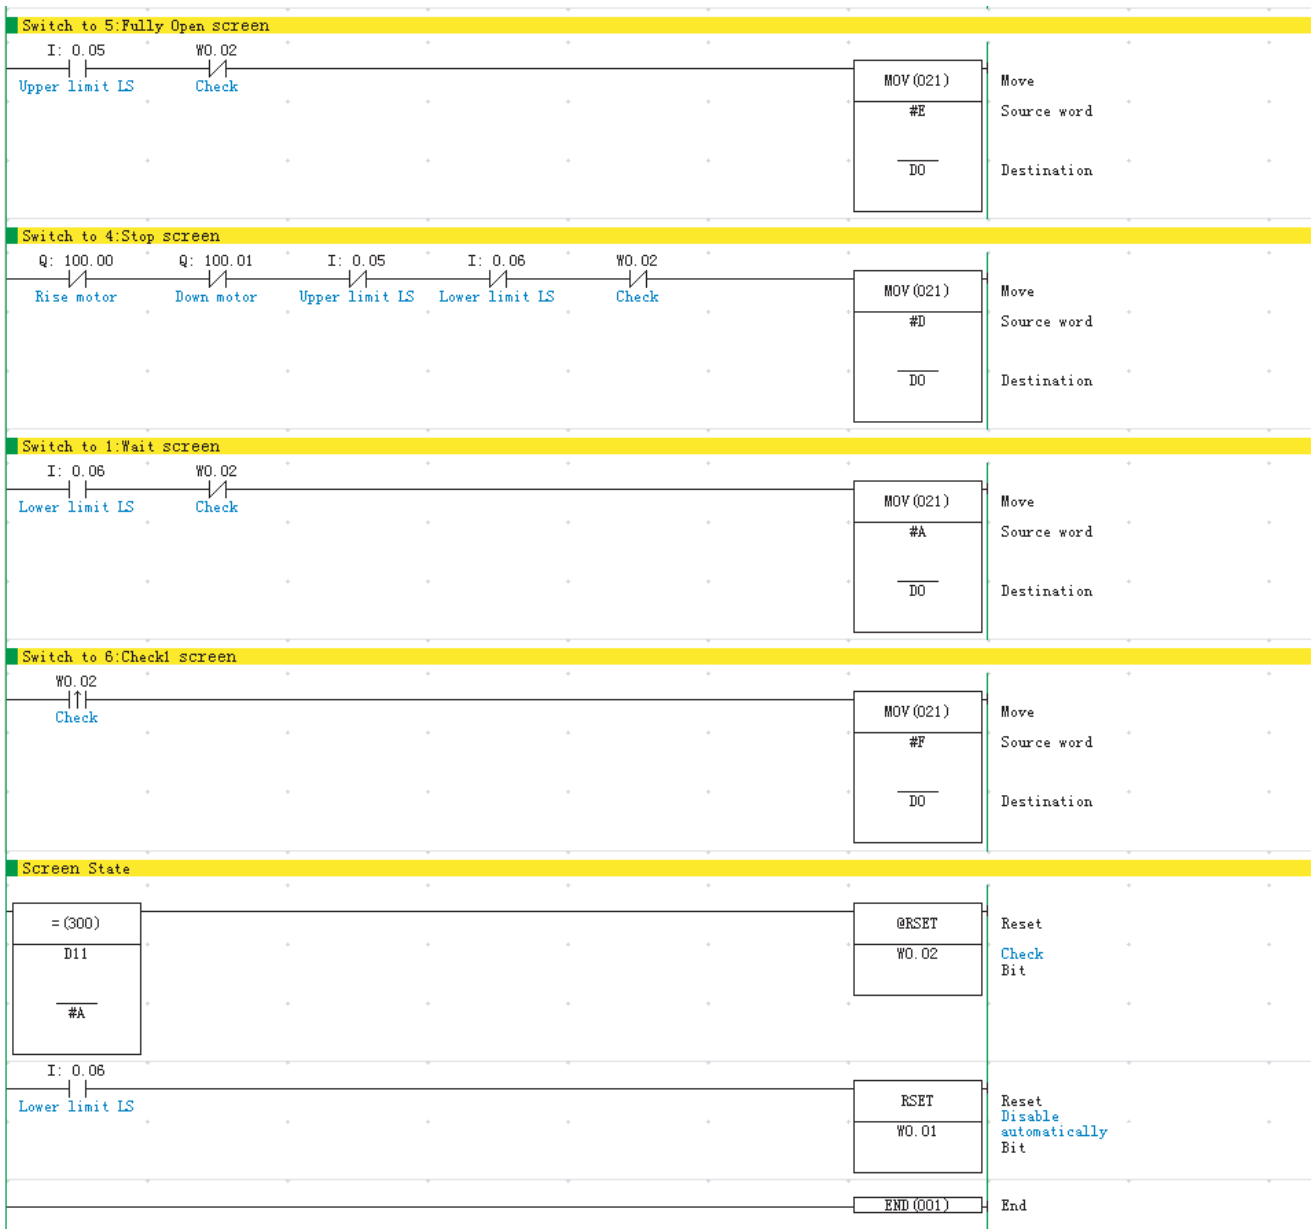 Switch to 5:Fully Open screen
I: 0.05 W0.02
Upper limit LS Check
MOV(021) Move
#E Source word
D0 Destination
Switch to 4:Stop screen
Q: 100.00 Q: 100.01 I: 0.05 I: 0.06 W0.02
Rise motor Down motor Upper limit LS Lower limit LS Check
MOV(021) Move
#D Source word
D0 Destination
Switch to 1:Wait screen
I: 0.06 W0.02
Lower limit LS Check
MOV(021) Move
#A Source word
D0 Destination
Switch to 6:Check1 screen
W0.02
Check
MOV(021) Move
#F Source word
D0 Destination
Screen State
=(300) @RSET Reset
D11 W0.02 Check
Bit
#A
I: 0.06
Lower limit LS
RSET Reset
Disable
W0.01 automatically
Bit
END(001) End